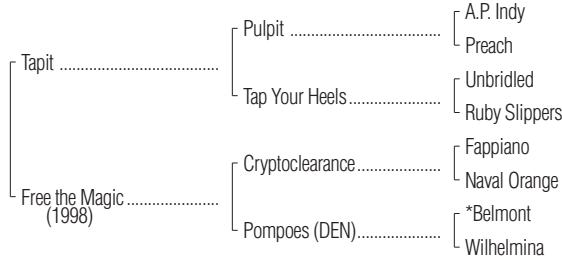 A.P. Indy
Pulpit ........................................
Preach
Tapit ..........................................
Unbridled
Tap Your Heels........................
Ruby Slippers
Fappiano
Cryptoclearance.....................
Naval Orange
Free the Magic........................
(1998)
*Belmont
Pompoes (DEN).....................
Wilhelmina